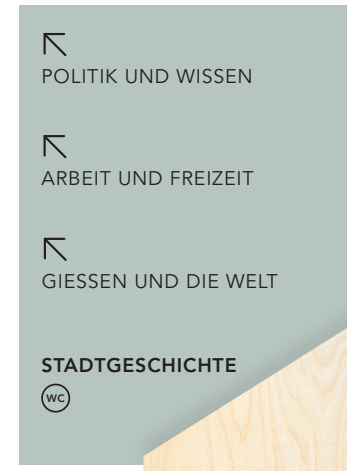 POLITIK UND WISSEN
ARBEIT UND FREIZEIT
GIESSEN UND DIE WELT
STADTGESCHICHTE
WC